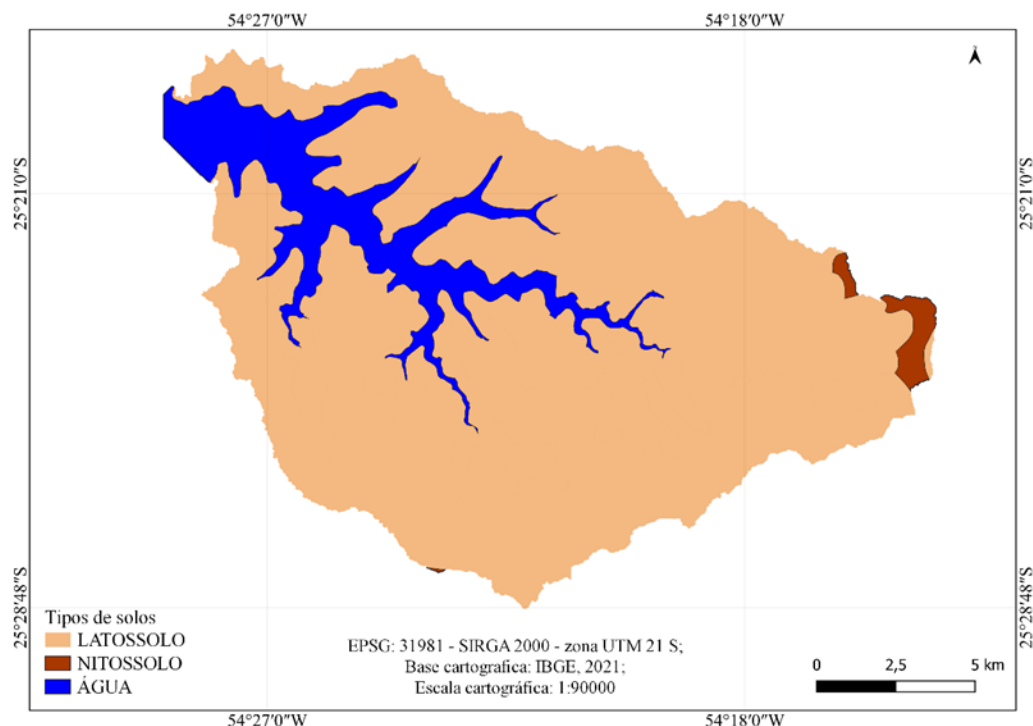 54°27'0"W
54°18'0"W
25°21'0"S
25°21'0"S
25°28'48"S
25°28'48"S
Tipos de solos
LATOSSOLO
NITOSSOLO
ÁGUA
EPSG: 31981 - SIRGA 2000 - zona UTM 21 S;
Base cartografica: IBGE, 2021;
Escala cartográfica: 1:90000
0 2,5 5 km
54°27'0"W
54°18'0"W